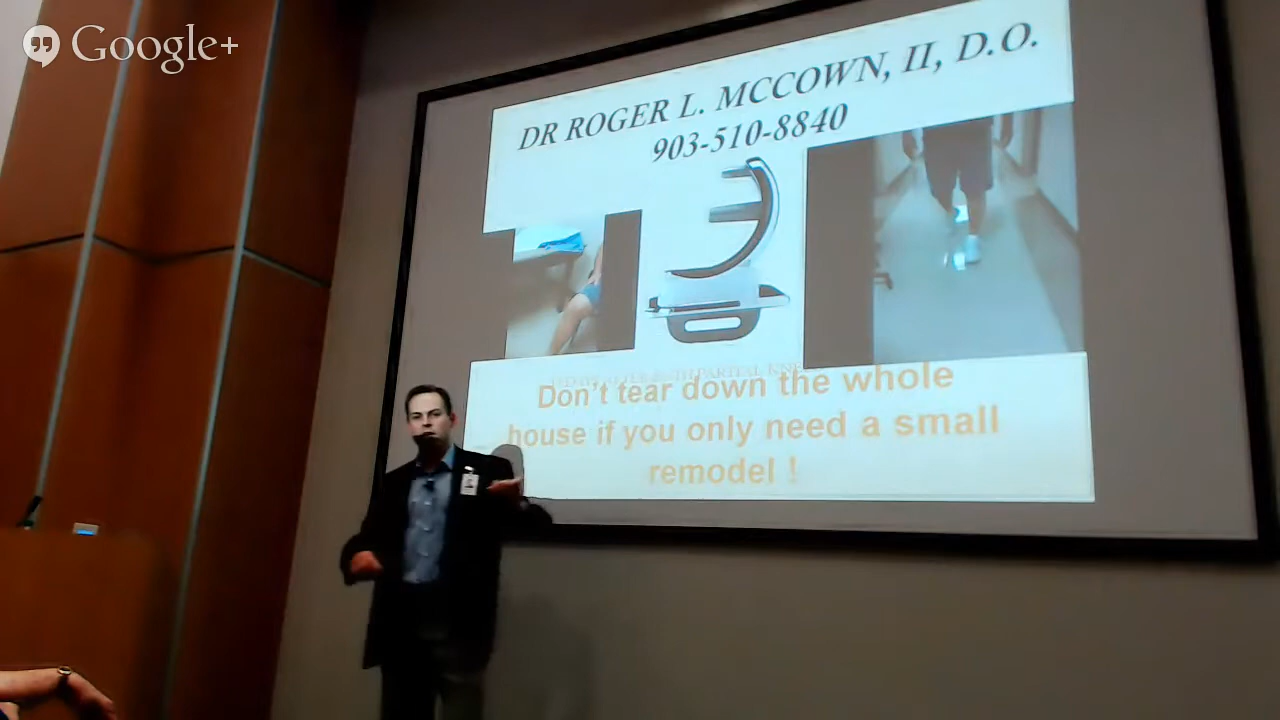 Google+
DR ROGER L. MCCOWN, II, D.O.
903-510-8840
Don't tear down the whole
house if you only need a small
remodel !